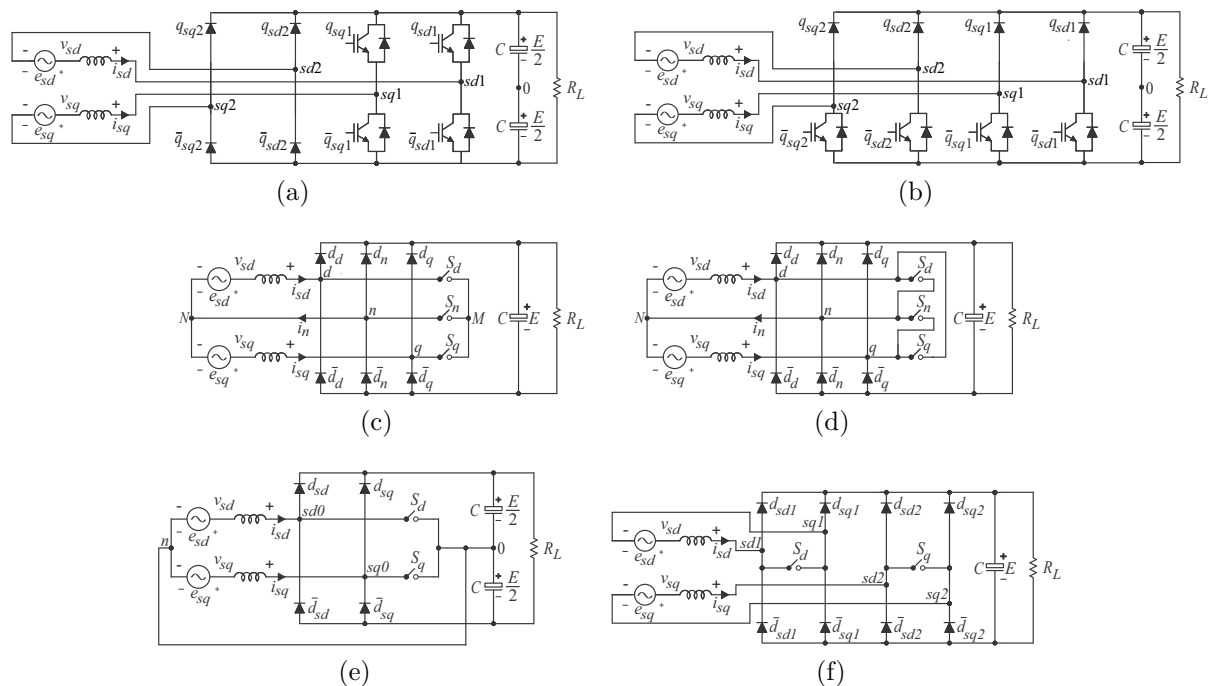 q_sq2 q_sd2 q_sq1 q_sd1
v_sd
- +
- e_sd +
i_sd
sd2
sd1
v_sq
- +
- e_sq +
i_sq
sq2
sq1
q̄_sq2 q̄_sd2 q̄_sq1 q̄_sd1
C + E/2 -
0
C + E/2 -
R_L
(a)
q_sq2 q_sd2 q_sq1 q_sd1
v_sd
- +
- e_sd +
i_sd
sd2
sd1
v_sq
- +
- e_sq +
i_sq
sq2
sq1
q̄_sq2 q̄_sd2 q̄_sq1 q̄_sd1
C + E/2 -
0
C + E/2 -
R_L
(b)
d_d d_n d_q
v_sd
- +
- e_sd +
i_sd
d
S_d
N
i_n
n
S_n
M
v_sq
- +
- e_sq +
i_sq
q
S_q
d̄_d d̄_n d̄_q
C + E -
R_L
(c)
d_d d_n d_q
v_sd
- +
- e_sd +
i_sd
d
S_d
N
i_n
n
S_n
v_sq
- +
- e_sq +
i_sq
q
S_q
d̄_d d̄_n d̄_q
C + E -
R_L
(d)
d_sd d_sq
v_sd
- +
- e_sd +
i_sd
sd0
S_d
n
v_sq
- +
- e_sq +
i_sq
sq0
S_q
d̄_sd d̄_sq
C + E/2 -
0
C + E/2 -
R_L
(e)
d_sd1 d_sq1 d_sd2 d_sq2
v_sd
- +
- e_sd +
i_sd
sd1
sq1
S_d
S_q
v_sq
- +
- e_sq +
i_sq
sd2
sq2
d̄_sd1 d̄_sq1 d̄_sd2 d̄_sq2
C + E -
R_L
(f)